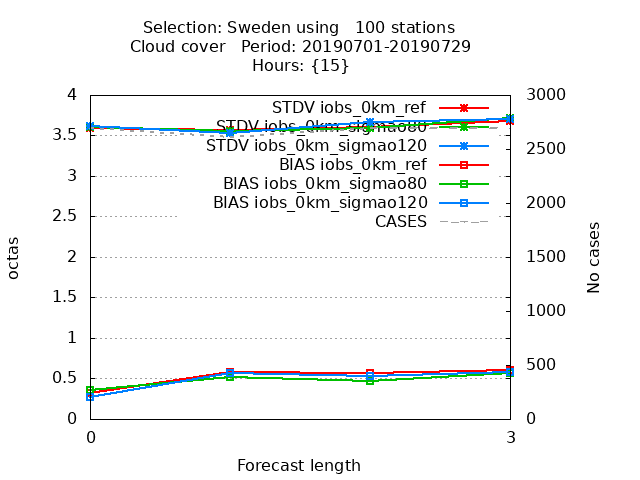 Selection: Sweden using   100 stations
Cloud cover   Period: 20190701-20190729
Hours: {15}
4
3.5
3
2.5
2
1.5
1
0.5
0
octas
STDV iobs_0km_ref
STDV iobs_0km_sigmao80
STDV iobs_0km_sigmao120
BIAS iobs_0km_ref
BIAS iobs_0km_sigmao80
BIAS iobs_0km_sigmao120
CASES
3000
2500
2000
1500
1000
500
0
No cases
0
3
Forecast length